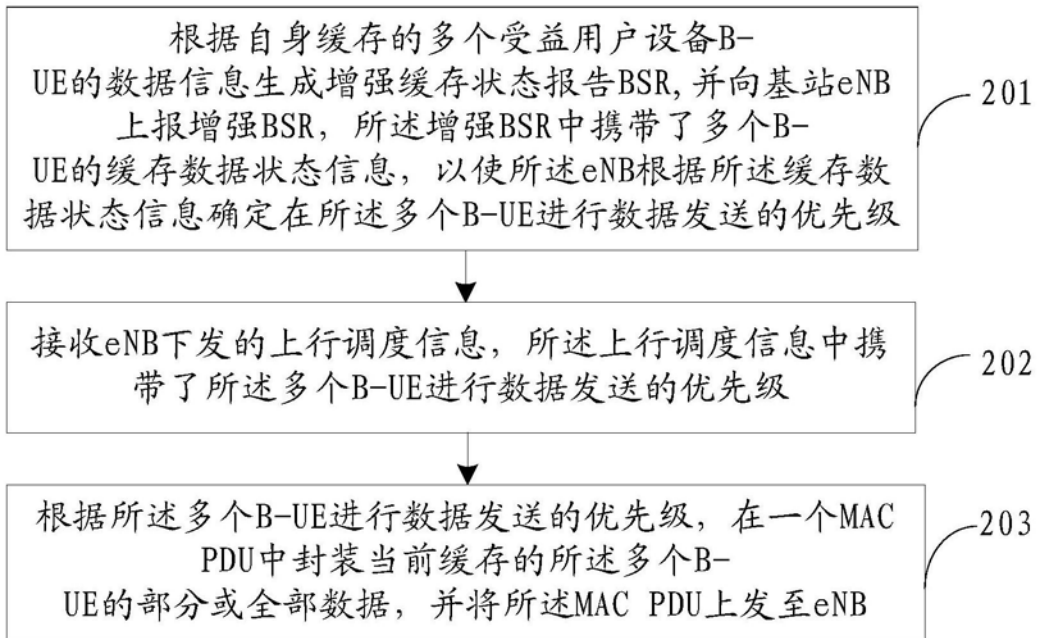 根据自身缓存的多个受益用户设备B-
UE的数据信息生成增强缓存状态报告BSR,并向基站eNB
上报增强BSR，所述增强BSR中携带了多个B-
UE的缓存数据状态信息，以使所述eNB根据所述缓存数
据状态信息确定在所述多个B-UE进行数据发送的优先级
201
接收eNB下发的上行调度信息，所述上行调度信息中携
带了所述多个B-UE进行数据发送的优先级
202
根据所述多个B-UE进行数据发送的优先级，在一个MAC
PDU中封装当前缓存的所述多个B-
UE的部分或全部数据，并将所述MAC PDU上发至eNB
203